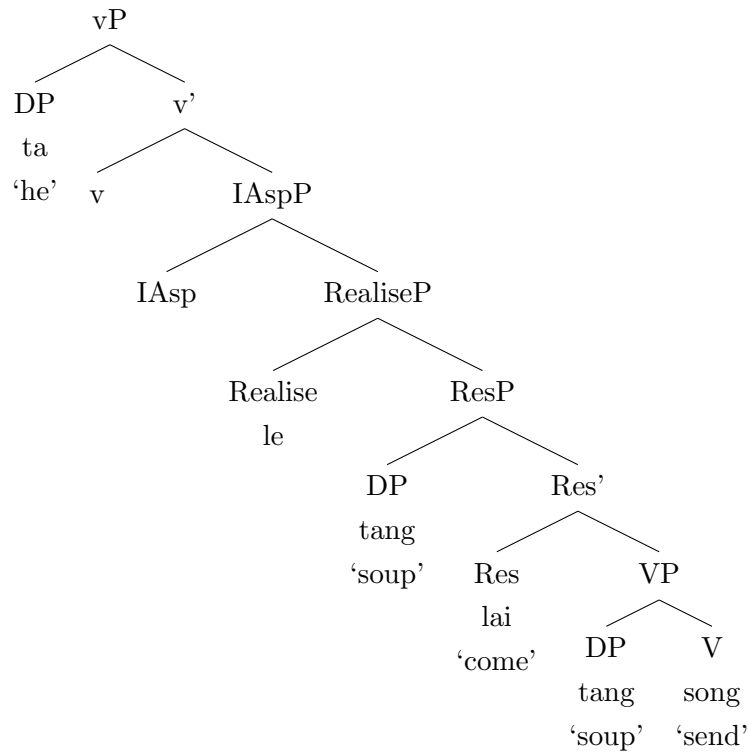 vP
DP v’
ta
‘he’ v IAspP
IAsp RealiseP
Realise ResP
le
DP Res’
tang
‘soup’ Res VP
lai
‘come’ DP V
tang song
‘soup’ ‘send’